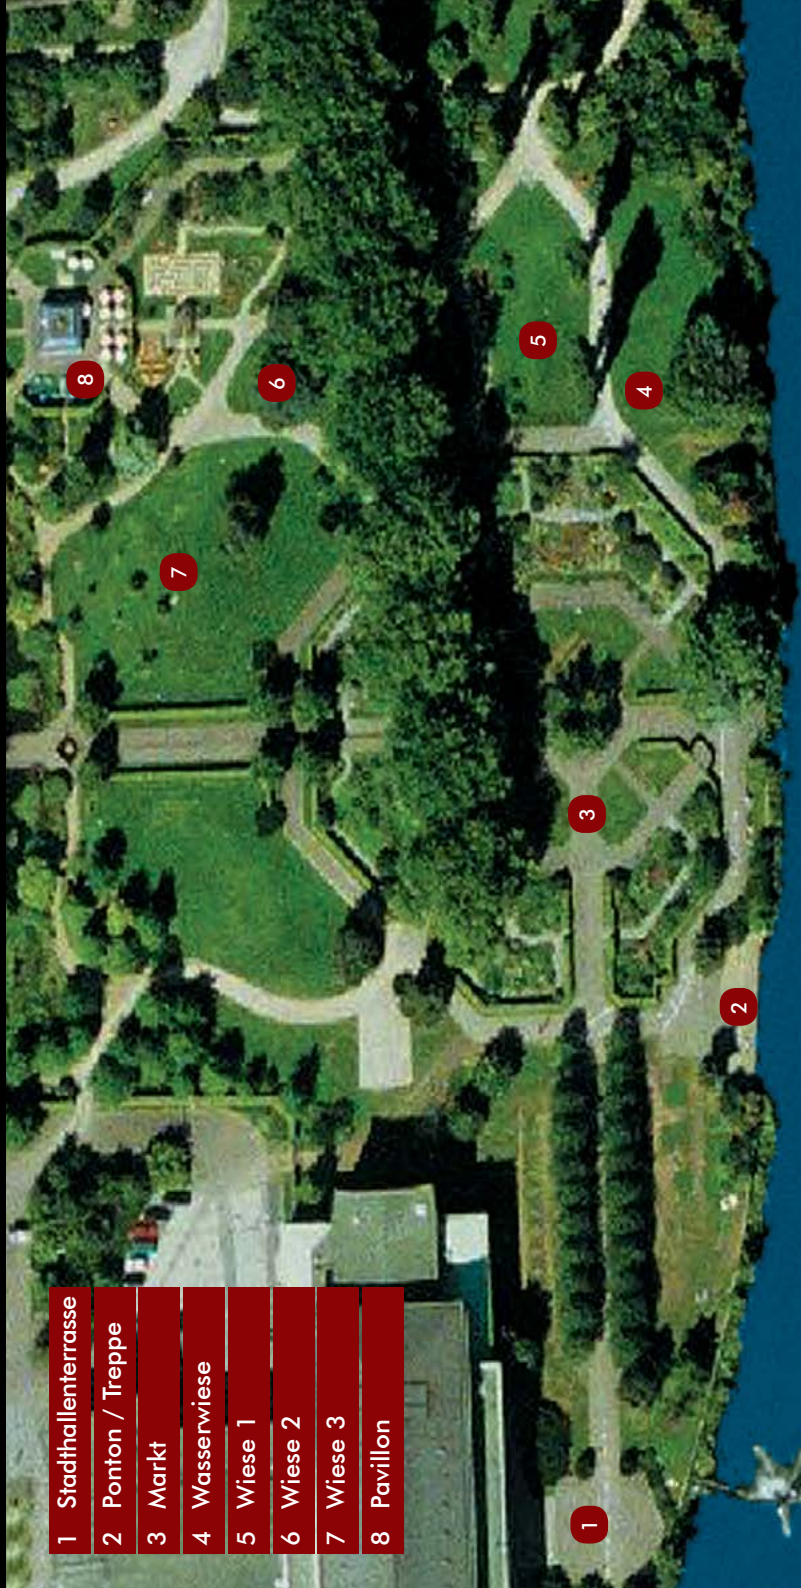 1 Stadthallenterrasse
2 Ponton / Treppe
3 Markt
4 Wasserwiese
5 Wiese 1
6 Wiese 2
7 Wiese 3
8 Pavillon
8
6
7
5
4
3
2
1